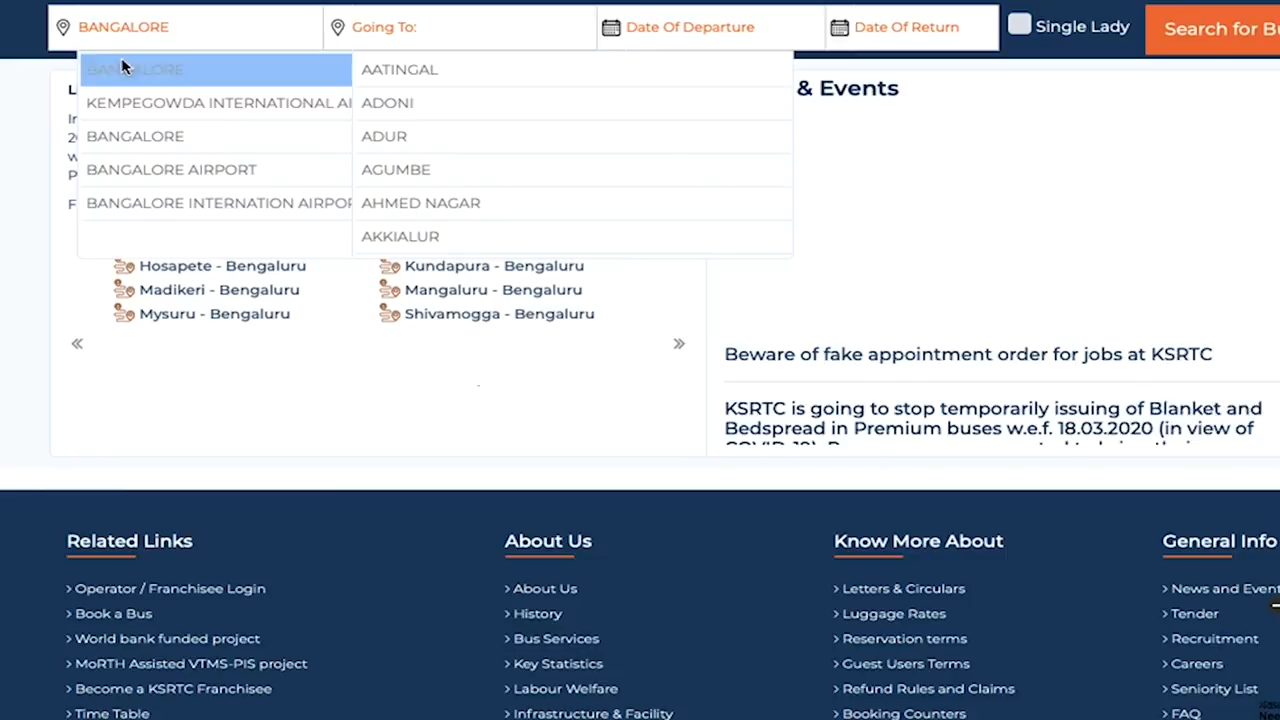 BANGALORE
Going To:
Date Of Departure
Date Of Return
Single Lady
Search for B
BANGALORE
KEMPEGOWDA INTERNATIONAL AI
BANGALORE
BANGALORE AIRPORT
BANGALORE INTERNATION AIRPOR
AATINGAL
ADONI
ADUR
AGUMBE
AHMED NAGAR
AKKIALUR
& Events
Hosapete - Bengaluru
Kundapura - Bengaluru
Madikeri - Bengaluru
Mangaluru - Bengaluru
Mysuru - Bengaluru
Shivamogga - Bengaluru
«
»
Beware of fake appointment order for jobs at KSRTC
KSRTC is going to stop temporarily issuing of Blanket and
Bedspread in Premium buses w.e.f. 18.03.2020 (in view of
Related Links
> Operator / Franchisee Login
> Book a Bus
> World bank funded project
> MoRTH Assisted VTMS-PIS project
> Become a KSRTC Franchisee
> Time Table
About Us
> About Us
> History
> Bus Services
> Key Statistics
> Labour Welfare
> Infrastructure & Facility
Know More About
> Letters & Circulars
> Luggage Rates
> Reservation terms
> Guest Users Terms
> Refund Rules and Claims
> Booking Counters
General Info
> News and Event
> Tender
> Recruitment
> Careers
> Seniority List
> FAQ